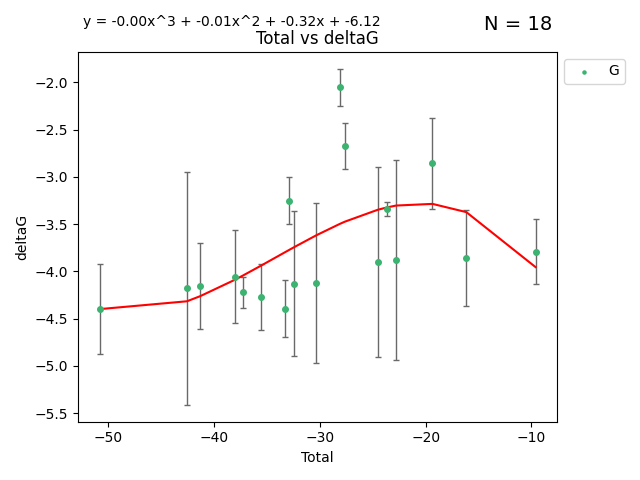 y = -0.00x^3 + -0.01x^2 + -0.32x + -6.12
N = 18
Total vs deltaG
G
−2.0
−2.5
−3.0
−3.5
−4.0
−4.5
−5.0
−5.5
deltaG
−50 −40 −30 −20 −10
Total